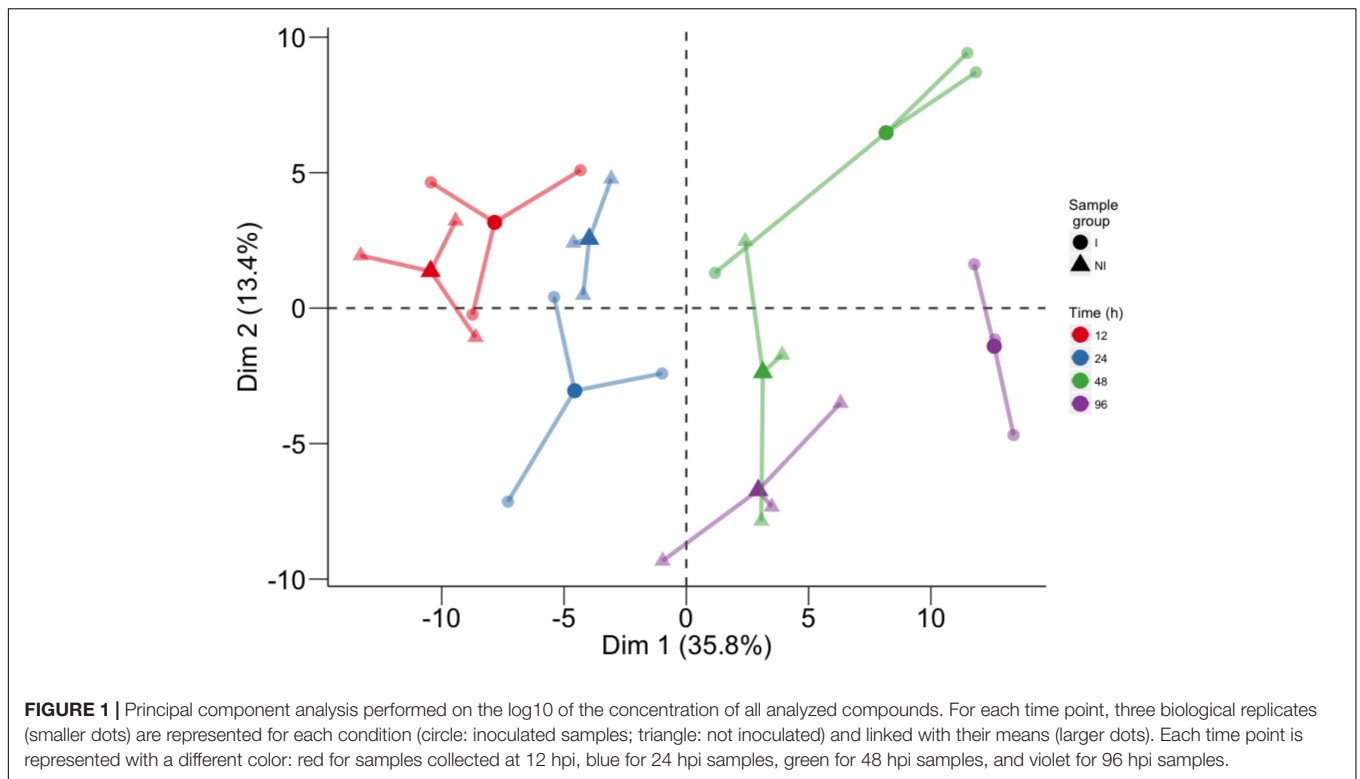 10
5
0
-5
-10
Dim 2 (13.4%)
-10
-5
0
5
10
Dim 1 (35.8%)
Sample
group
I
NI
Time (h)
12
24
48
96
FIGURE 1 | Principal component analysis performed on the log10 of the concentration of all analyzed compounds. For each time point, three biological replicates
(smaller dots) are represented for each condition (circle: inoculated samples; triangle: not inoculated) and linked with their means (larger dots). Each time point is
represented with a different color: red for samples collected at 12 hpi, blue for 24 hpi samples, green for 48 hpi samples, and violet for 96 hpi samples.